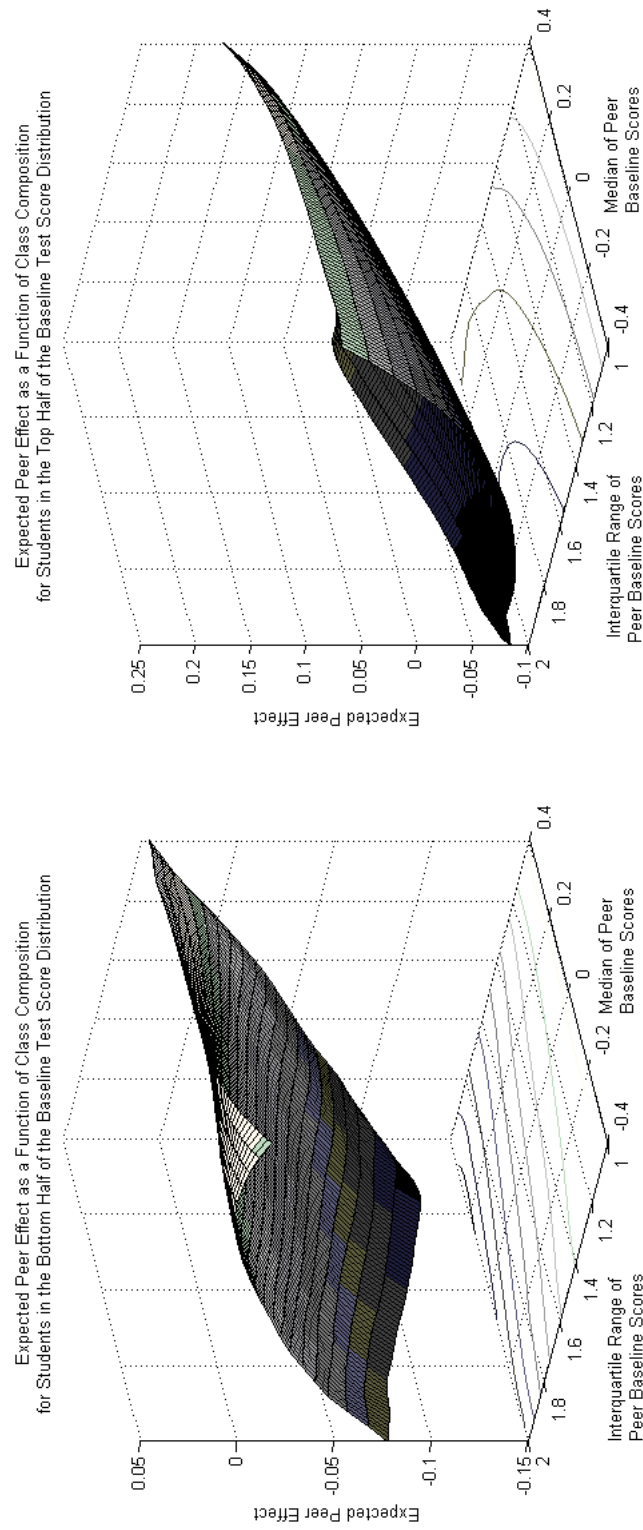 Expected Peer Effect as a Function of Class Composition
for Students in the Bottom Half of the Baseline Test Score Distribution
0.05
0
-0.05
-0.1
-0.15
Expected Peer Effect
2
1.8
1.6
1.4
1.2
1
Interquartile Range of
Peer Baseline Scores
-0.4
-0.2
0
0.2
0.4
Median of Peer
Baseline Scores
Expected Peer Effect as a Function of Class Composition
for Students in the Top Half of the Baseline Test Score Distribution
0.25
0.2
0.15
0.1
0.05
0
-0.05
-0.1
Expected Peer Effect
2
1.8
1.6
1.4
1.2
1
Interquartile Range of
Peer Baseline Scores
-0.4
-0.2
0
0.2
0.4
Median of Peer
Baseline Scores